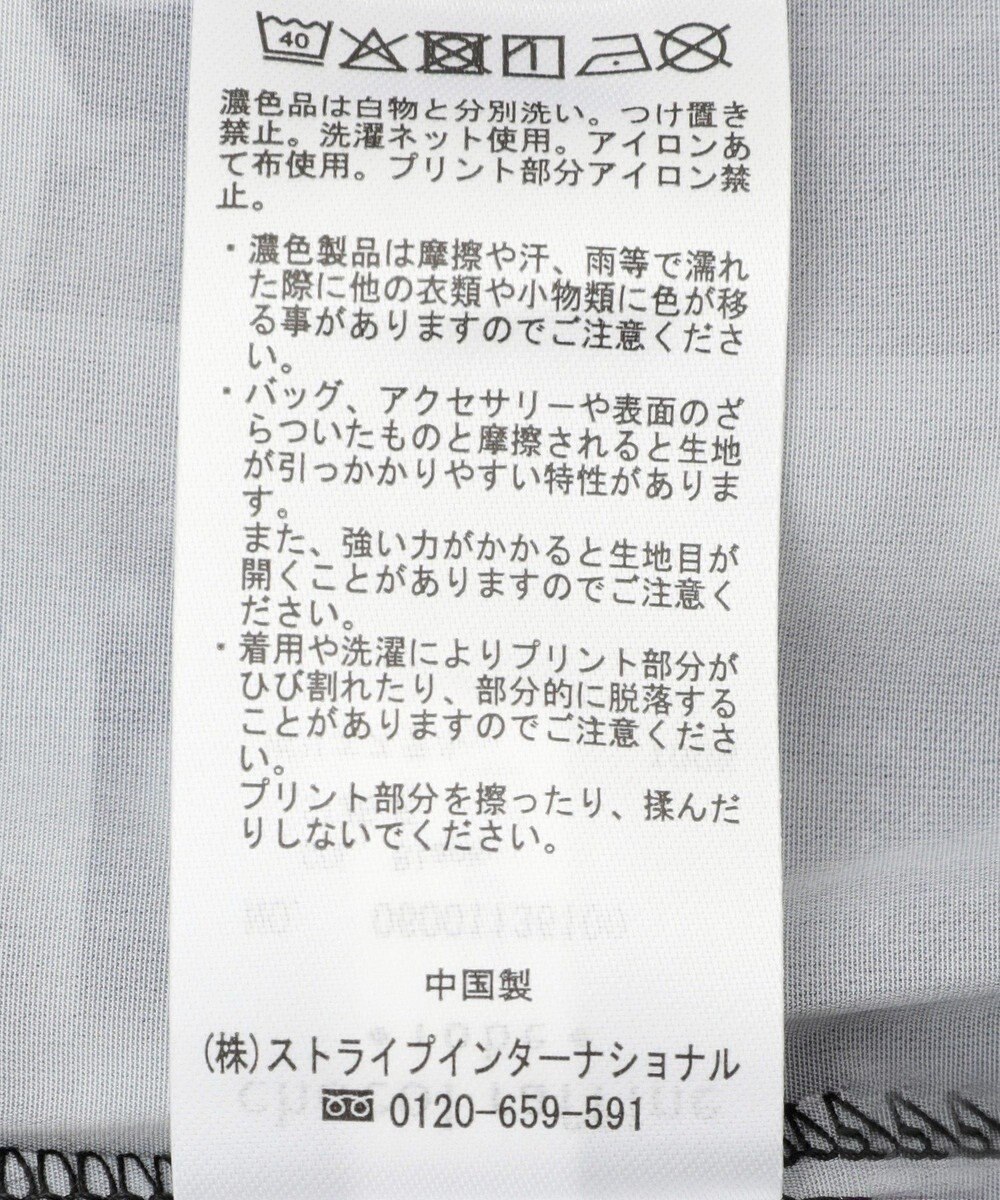 40
濃色品は白物と分別洗い。つけ置き
禁止。洗濯ネット使用。アイロンあ
て布使用。プリント部分アイロン禁
止。
・濃色製品は摩擦や汗、雨等で濡れ
た際に他の衣類や小物類に色が移
る事がありますのでご注意くださ
い。
・バッグ、アクセサリーや表面のざ
らついたものと摩擦されると生地
が引っかかりやすい特性がありま
す。
また、強い力がかかると生地目が
開くことがありますのでご注意く
ださい。
・着用や洗濯によりプリント部分が
ひび割れたり、部分的に脱落する
ことがありますのでご注意くださ
い。
プリント部分を擦ったり、揉んだ
りしないでください。
中国製
(株)ストライプインターナショナル
0120-659-591